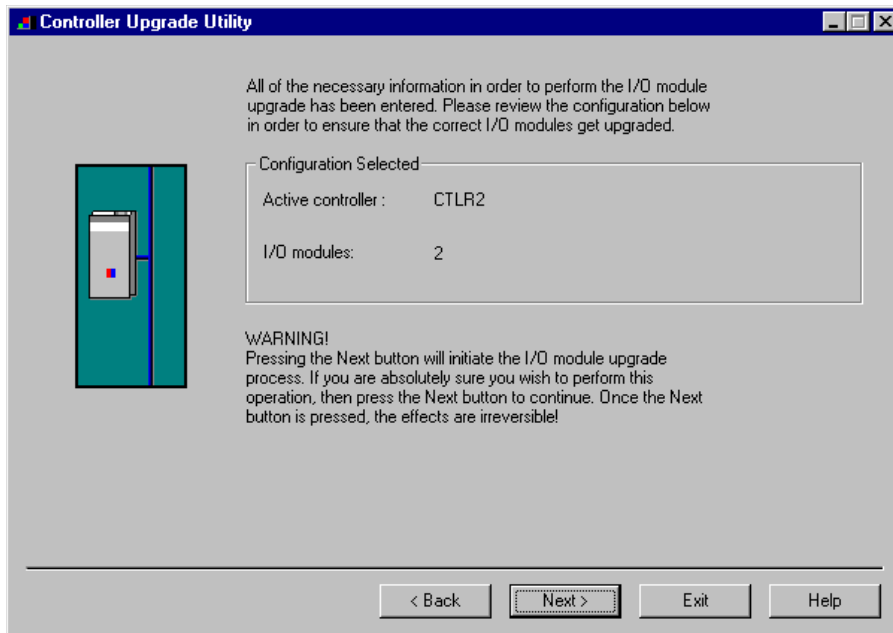 Controller Upgrade Utility
All of the necessary information in order to perform the I/O module
upgrade has been entered. Please review the configuration below
in order to ensure that the correct I/O modules get upgraded.
Configuration Selected
Active controller : CTLR2
I/O modules: 2
WARNING!
Pressing the Next button will initiate the I/O module upgrade
process. If you are absolutely sure you wish to perform this
operation, then press the Next button to continue. Once the Next
button is pressed, the effects are irreversible!
< Back Next > Exit Help